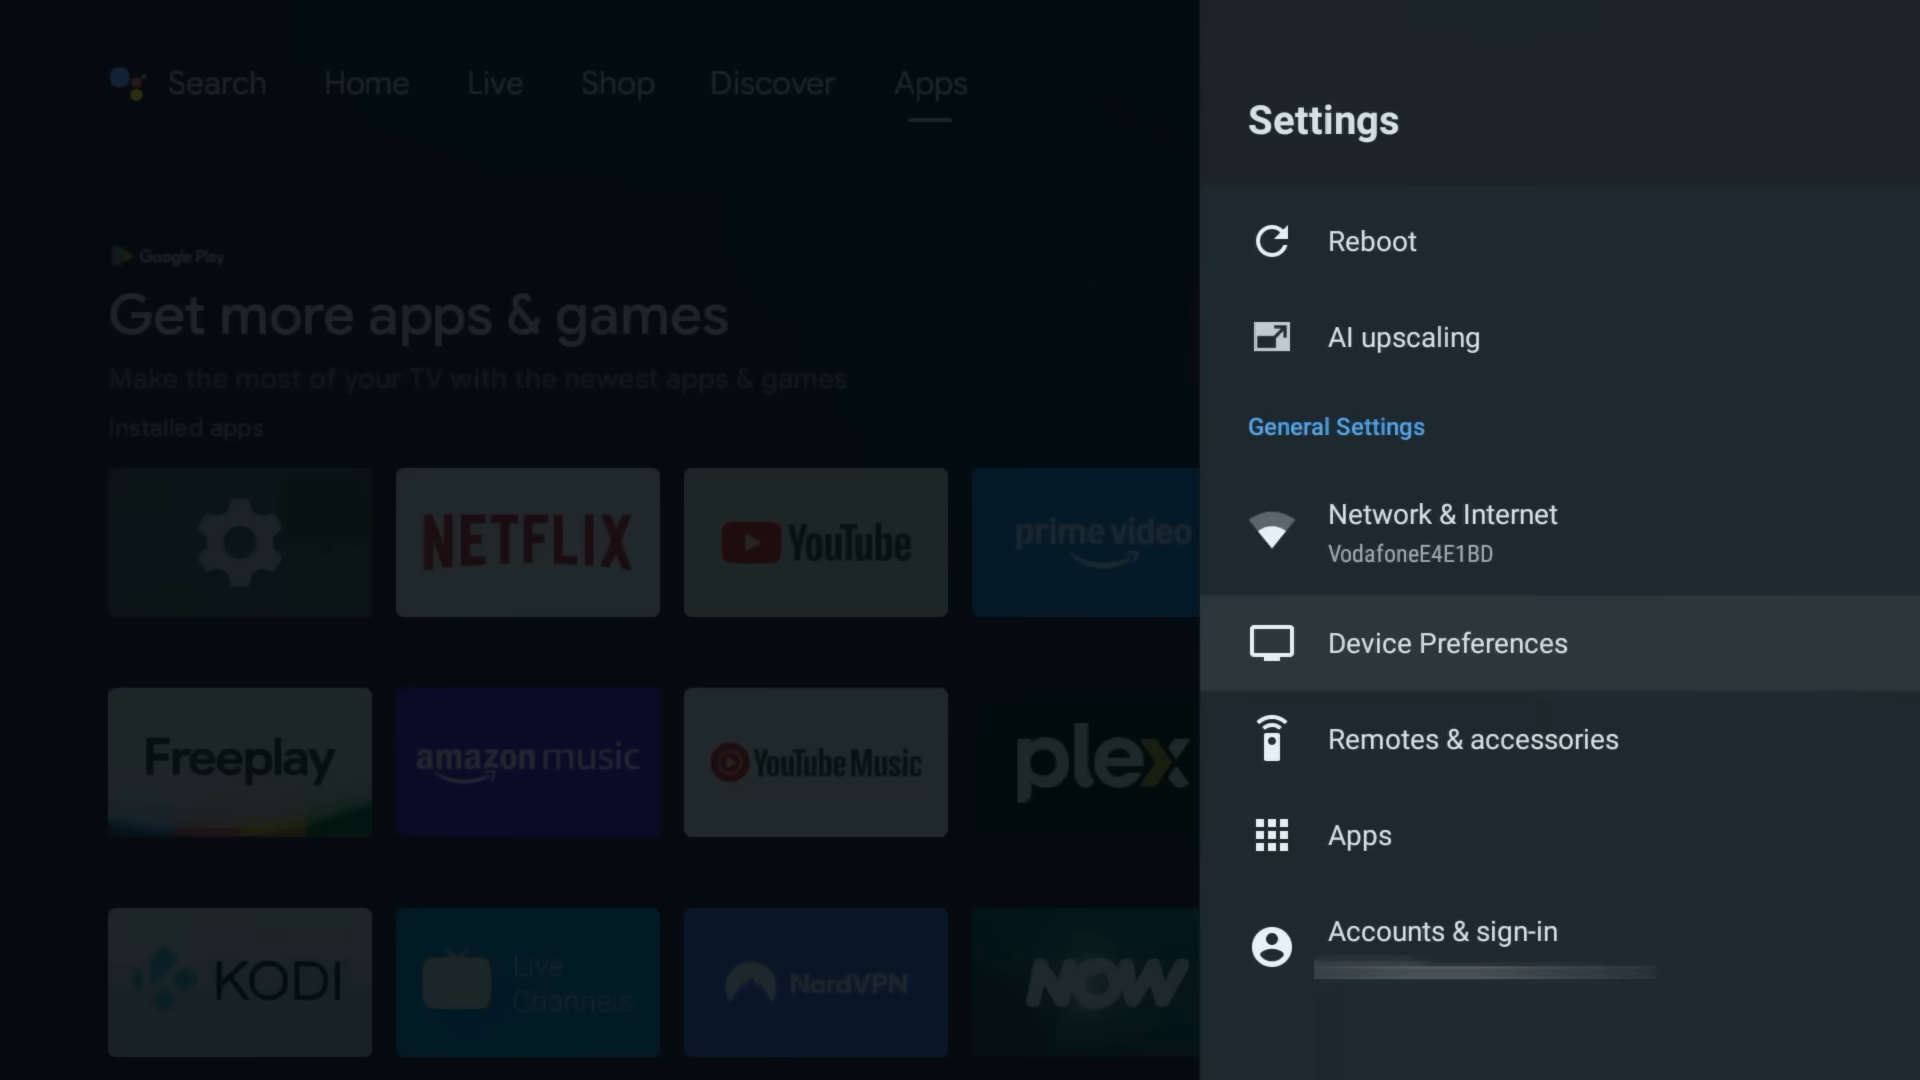 Search Home Live Shop Discover Apps
Google Play
Get more apps & games
Make the most of your TV with the newest apps & games
Installed apps
NETFLIX
YouTube
prime video
Freeplay
amazon music
YouTube Music
plex
KODI
Live
Channels
NordVPN
NOW
Settings
Reboot
AI upscaling
General Settings
Network & Internet
VodafoneE4E1BD
Device Preferences
Remotes & accessories
Apps
Accounts & sign-in